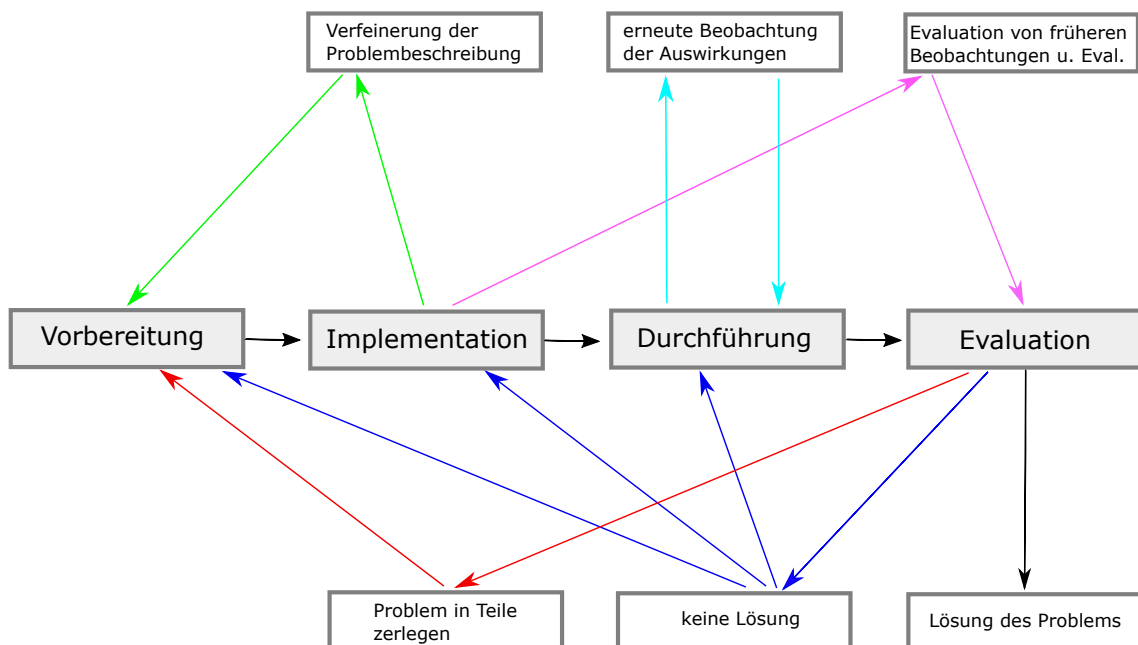 Verfeinerung der
Problembeschreibung
erneute Beobachtung
der Auswirkungen
Evaluation von früheren
Beobachtungen u. Eval.
Vorbereitung
Implementation
Durchführung
Evaluation
Problem in Teile
zerlegen
keine Lösung
Lösung des Problems